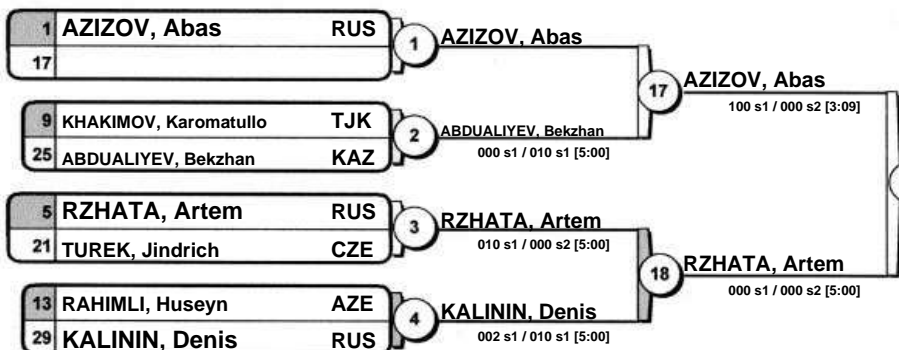 1 AZIZOV, Abas RUS
17
1
AZIZOV, Abas
9 KHAKIMOV, Karomatullo TJK
25 ABDUALIYEV, Bekzhan KAZ
2
ABDUALIYEV, Bekzhan
000 s1 / 010 s1 [5:00]
17
AZIZOV, Abas
100 s1 / 000 s2 [3:09]
5 RZHATA, Artem RUS
21 TUREK, Jindrich CZE
3
RZHATA, Artem
010 s1 / 000 s2 [5:00]
13 RAHIMLI, Huseyn AZE
29 KALININ, Denis RUS
4
KALININ, Denis
002 s1 / 010 s1 [5:00]
18
RZHATA, Artem
000 s1 / 000 s2 [5:00]